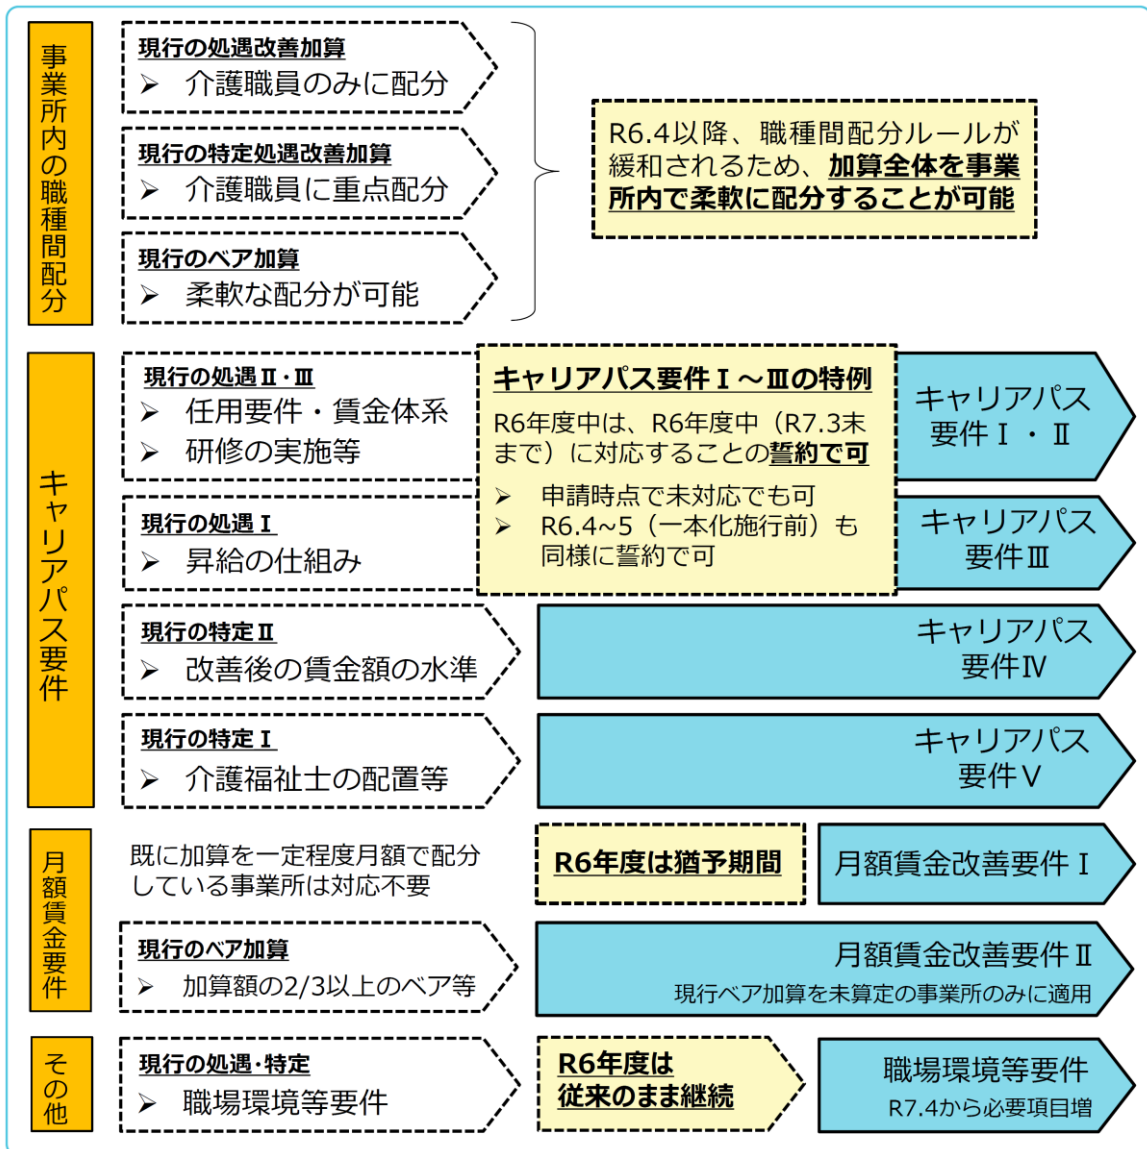 事業所内の職種間配分
現行の処遇改善加算
➢ 介護職員のみに配分
現行の特定処遇改善加算
➢ 介護職員に重点配分
現行のベア加算
➢ 柔軟な配分が可能
R6.4以降、職種間配分ルールが
緩和されるため、加算全体を事業
所内で柔軟に配分することが可能
キャリアパス要件
現行の処遇Ⅱ・Ⅲ
➢ 任用要件・賃金体系
➢ 研修の実施等
現行の処遇Ⅰ
➢ 昇給の仕組み
キャリアパス要件Ⅰ～Ⅲの特例
R6年度中は、R6年度中（R7.3末
まで）に対応することの誓約で可
➢ 申請時点で未対応でも可
➢ R6.4~5（一本化施行前）も
同様に誓約で可
キャリアパス
要件Ⅰ・Ⅱ
キャリアパス
要件Ⅲ
現行の特定Ⅱ
➢ 改善後の賃金額の水準
キャリアパス
要件Ⅳ
現行の特定Ⅰ
➢ 介護福祉士の配置等
キャリアパス
要件Ⅴ
月額賃金要件
既に加算を一定程度月額で配分
している事業所は対応不要
R6年度は猶予期間
月額賃金改善要件Ⅰ
現行のベア加算
➢ 加算額の2/3以上のベア等
月額賃金改善要件Ⅱ
現行ベア加算を未算定の事業所のみに適用
その他
現行の処遇・特定
➢ 職場環境等要件
R6年度は
従来のまま継続
職場環境等要件
R7.4から必要項目増